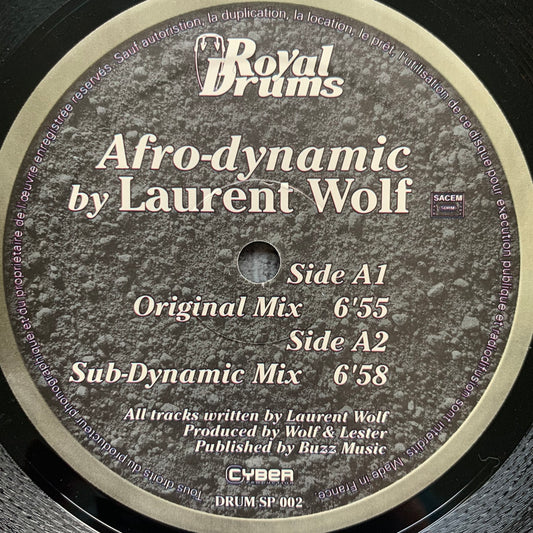 Royal
Drums
Afro-dynamic
by Laurent Wolf
SACEM
Side A1
Original Mix 6'55
Side A2
Sub-Dynamic Mix 6'58
All tracks written by Laurent Wolf
Produced by Wolf & Lester
Published by Buzz Music
CYBER
DRUM SP 002
Tous droits du producteur phonographique et du propriétaire de l'œuvre enregistrée réservés. Sauf autoristion, la duplication, la location, le prêt, l'utilisation de ce disque pour exécution publique et radiodiffusion sont interdits. Made in France.